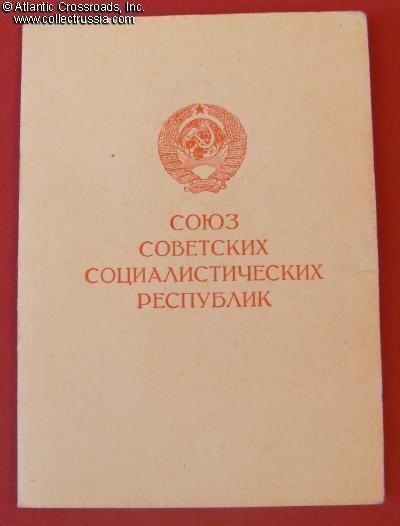 © Atlantic Crossroads, Inc.
www.collectrussia.com
СОЮЗ
СОВЕТСКИХ
СОЦИАЛИСТИЧЕСКИХ
РЕСПУБЛИК